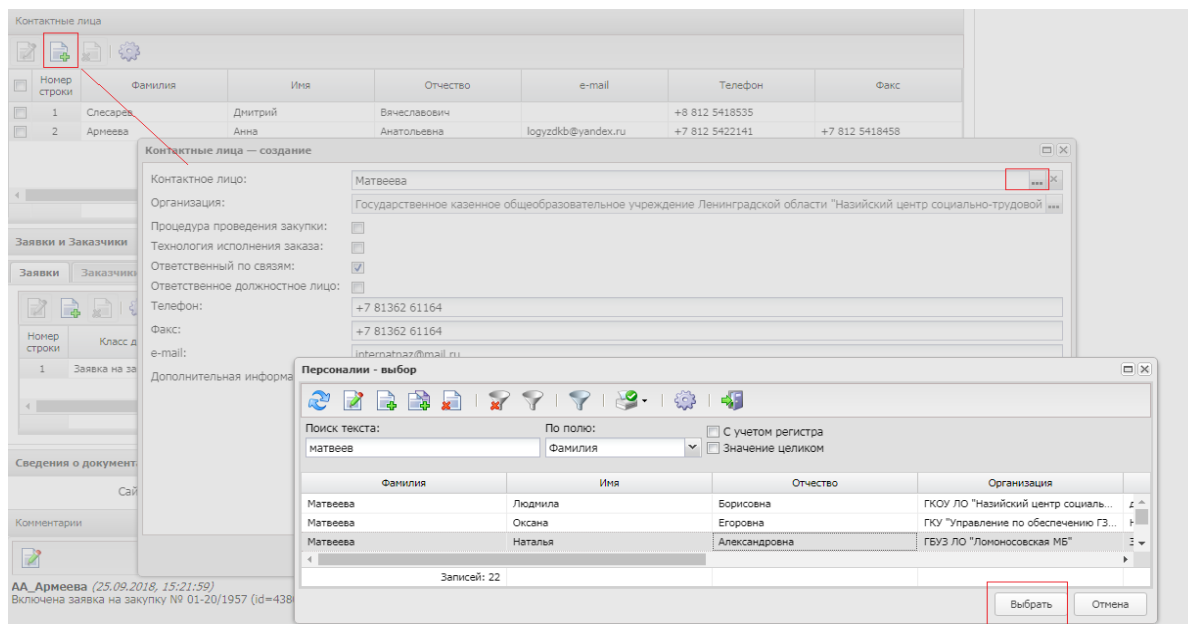 Контактные лица
Номер строки Фамилия Имя Отчество e-mail Телефон Факс
1 Слесарев Дмитрий Вячеславович +8 812 5418535
2 Армеева Анна Анатольевна logyzdkb@yandex.ru +7 812 5422141 +7 812 5418458
Контактные лица — создание
Контактное лицо: Матвеева
Организация: Государственное казенное общеобразовательное учреждение Ленинградской области "Назийский центр социально-трудовой
Процедура проведения закупки:
Технология исполнения заказа:
Ответственный по связям:
Ответственное должностное лицо:
Телефон: +7 81362 61164
Факс: +7 81362 61164
e-mail: internatnaz@mail.ru
Дополнительная информа
Заявки и Заказчики
Заявки Заказчики
Номер строки Класс д
1 Заявка на за
Сведения о документ
Сай
Комментарии
АА_Армеева (25.09.2018, 15:21:59)
Включена заявка на закупку № 01-20/1957 (id=438
Персоналии - выбор
Поиск текста: По полю: С учетом регистра
матвеев Фамилия Значение целиком
Фамилия Имя Отчество Организация
Матвеева Людмила Борисовна ГКОУ ЛО "Назийский центр социаль...
Матвеева Оксана Егоровна ГКУ "Управление по обеспечению ГЗ...
Матвеева Наталья Александровна ГБУЗ ЛО "Ломоносовская МБ"
Записей: 22
Выбрать Отмена